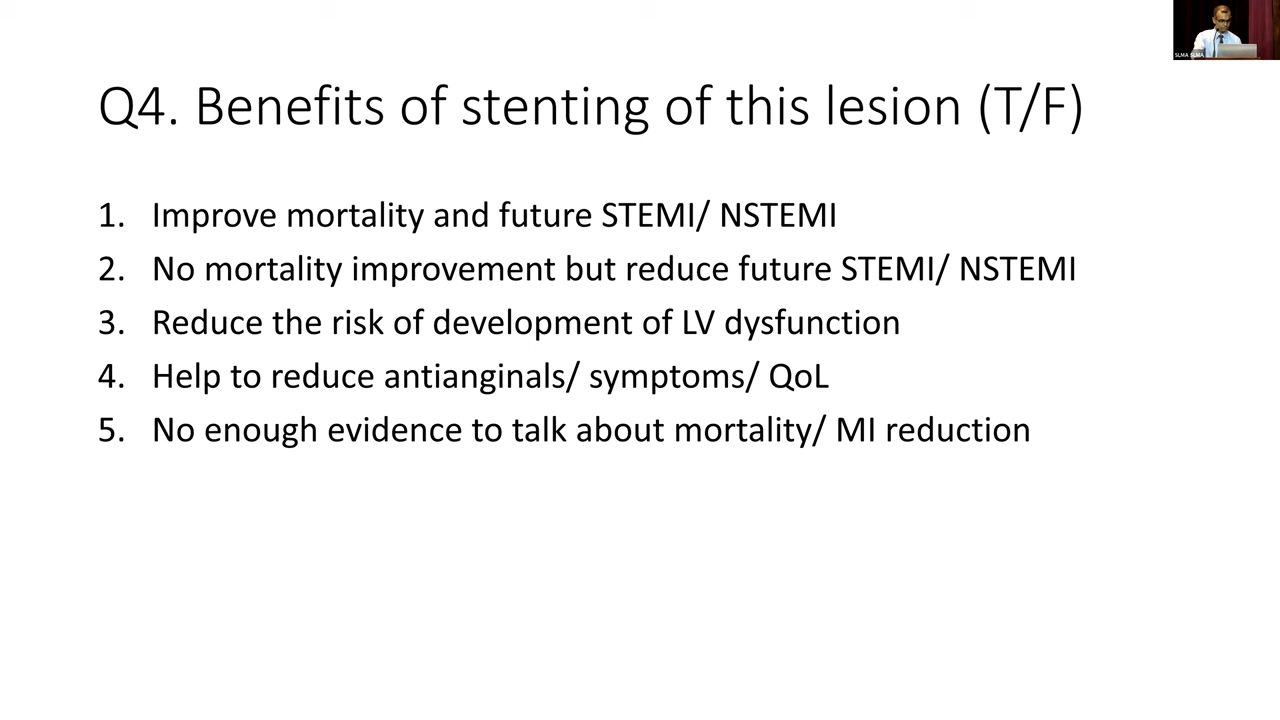 SLMA SLMA
Q4. Benefits of stenting of this lesion (T/F)
1. Improve mortality and future STEMI/ NSTEMI
2. No mortality improvement but reduce future STEMI/ NSTEMI
3. Reduce the risk of development of LV dysfunction
4. Help to reduce antianginals/ symptoms/ QoL
5. No enough evidence to talk about mortality/ MI reduction